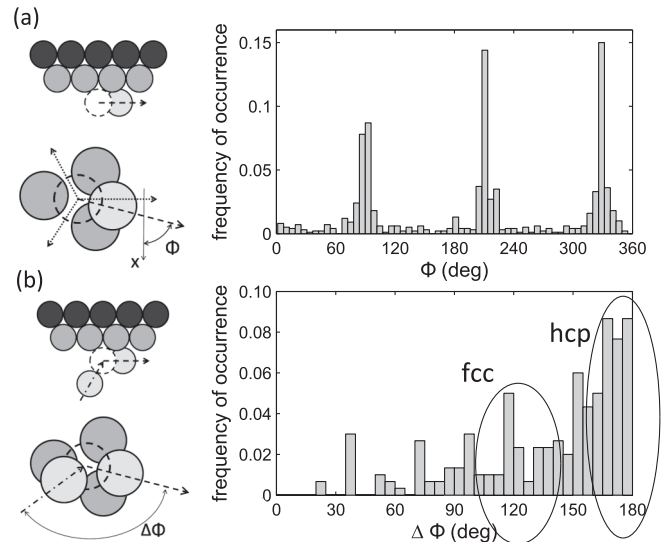 (a)
frequency of occurrence
0.15
0.1
0.05
0
0 60 120 180 240 300 360
Φ (deg)
Φ
x
(b)
frequency of occurrence
0.10
0.08
0.06
0.04
0.02
0
0 30 60 90 120 150 180
Δ Φ (deg)
fcc
hcp
ΔΦ